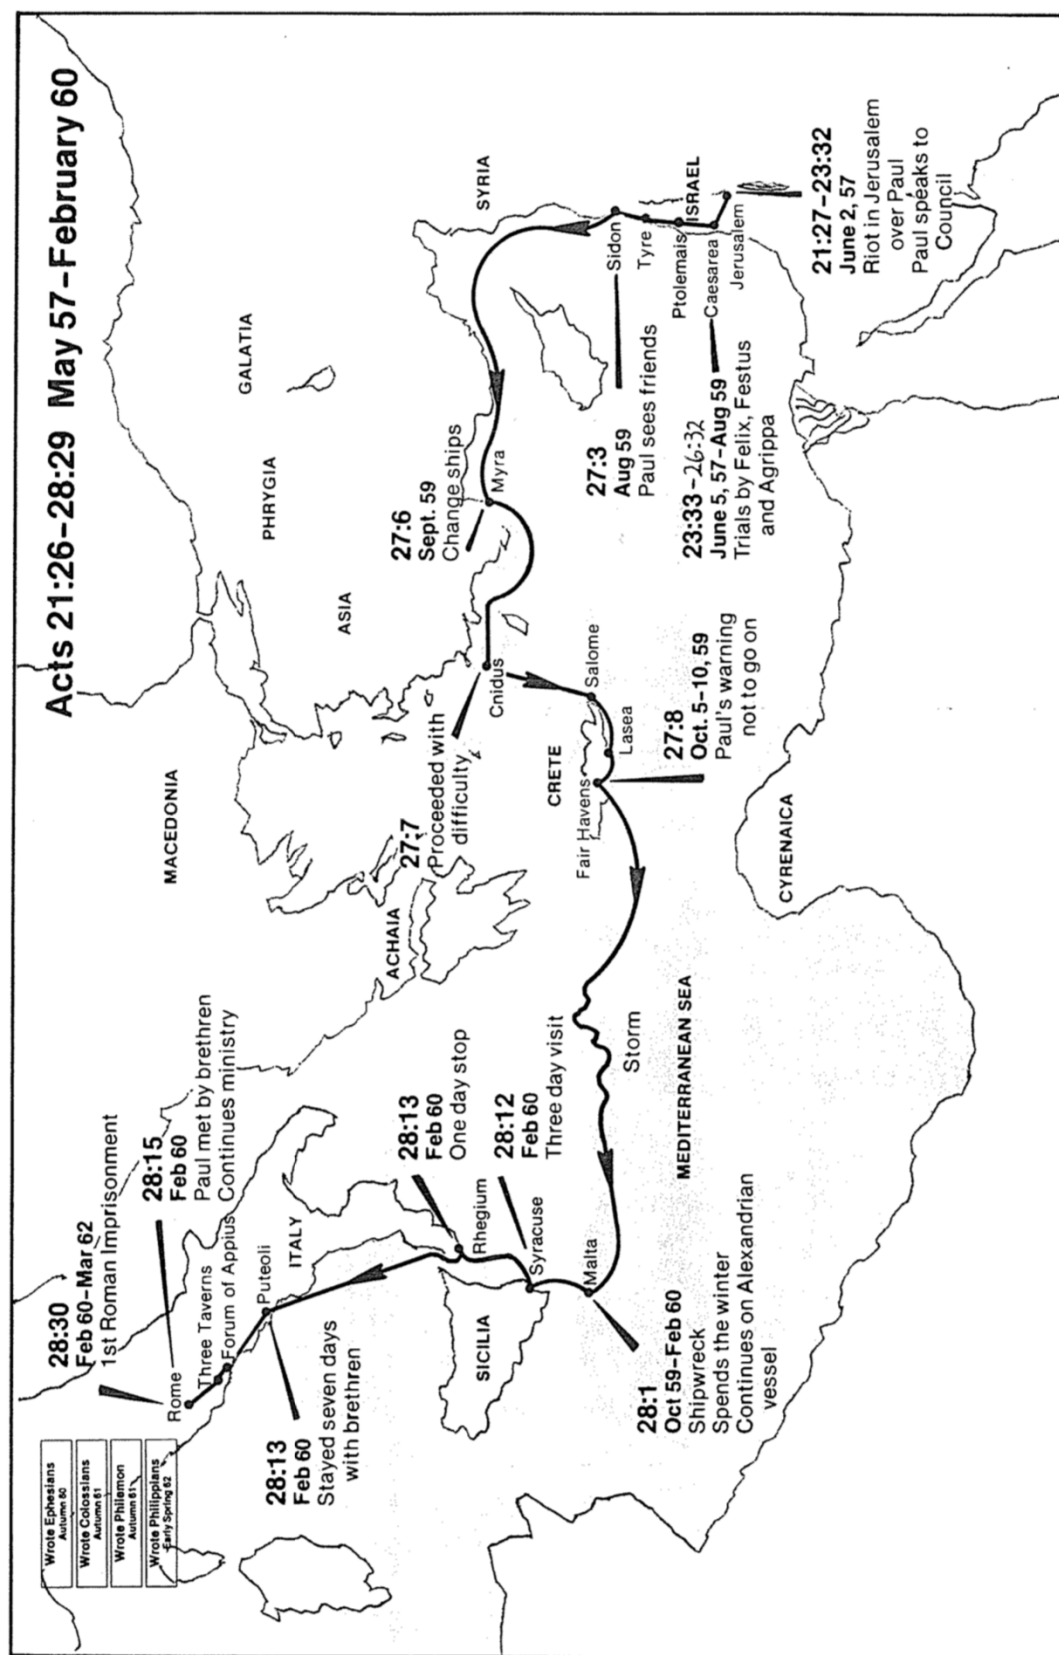 Acts 21:26–28:29 May 57–February 60
Wrote Ephesians
Autumn 60
Wrote Colossians
Autumn 61
Wrote Philemon
Autumn 61
Wrote Philippians
Early Spring 62
28:30
Feb 60–Mar 62
1st Roman Imprisonment
28:15
Feb 60
Paul met by brethren
Continues ministry
Rome
Three Taverns
Forum of Appius
Puteoli
ITALY
28:13
Feb 60
Stayed seven days
with brethren
28:13
Feb 60
One day stop
Rhegium
28:12
Feb 60
Three day visit
Syracuse
SICILIA
Malta
28:1
Oct 59–Feb 60
Shipwreck
Spends the winter
Continues on Alexandrian
vessel
MACEDONIA
ACHAIA
27:7
Proceeded with
difficulty
Cnidus
ASIA
PHRYGIA
GALATIA
SYRIA
27:6
Sept. 59
Change ships
Myra
CRETE
Salome
Lasea
Fair Havens
27:8
Oct. 5–10, 59
Paul's warning
not to go on
Storm
MEDITERRANEAN SEA
CYRENAICA
27:3
Aug 59
Paul sees friends
Sidon
Tyre
Ptolemais
ISRAEL
Caesarea
Jerusalem
23:33–26:32
June 5, 57–Aug 59
Trials by Felix, Festus
and Agrippa
21:27–23:32
June 2, 57
Riot in Jerusalem
over Paul
Paul speaks to
Council